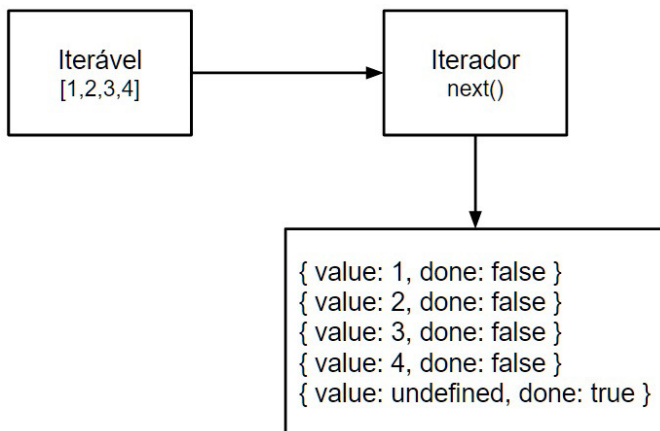 Iterável
[1,2,3,4]
Iterador
next()
{ value: 1, done: false }
{ value: 2, done: false }
{ value: 3, done: false }
{ value: 4, done: false }
{ value: undefined, done: true }